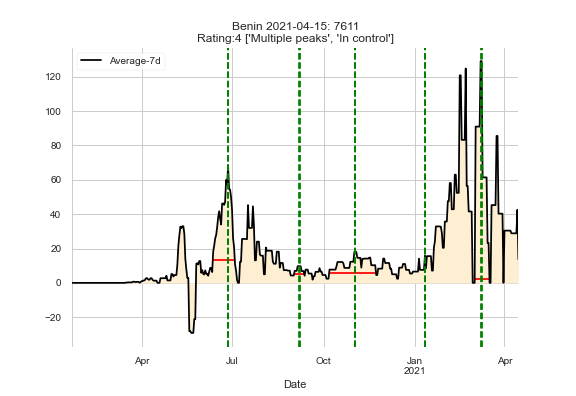 Benin 2021-04-15: 7611
Rating:4 ['Multiple peaks', 'In control']
Average-7d
120
100
80
60
40
20
0
−20
Apr
Jul
Oct
Jan
2021
Apr
Date